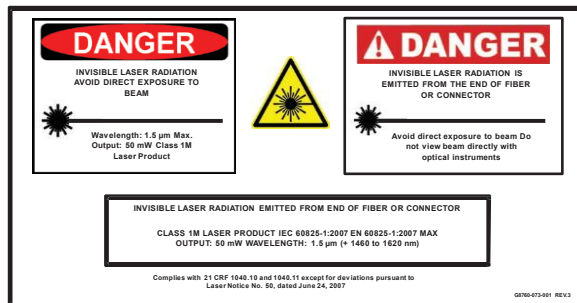 DANGER
INVISIBLE LASER RADIATION
AVOID DIRECT EXPOSURE TO
BEAM
Wavelength: 1.5 µm Max.
Output: 50 mW Class 1M
Laser Product
DANGER
INVISIBLE LASER RADIATION IS
EMITTED FROM THE END OF FIBER
OR CONNECTOR
Avoid direct exposure to beam Do
not view beam directly with
optical instruments
INVISIBLE LASER RADIATION EMITTED FROM END OF FIBER OR CONNECTOR
CLASS 1M LASER PRODUCT IEC 60825-1:2007 EN 60825-1:2007 MAX
OUTPUT: 50 mW WAVELENGTH: 1.5 µm (+ 1460 to 1620 nm)
Complies with 21 CRF 1040.10 and 1040.11 except for deviations pursuant to
Laser Notice No. 50, dated June 24, 2007
G8760-073-001 REV.3